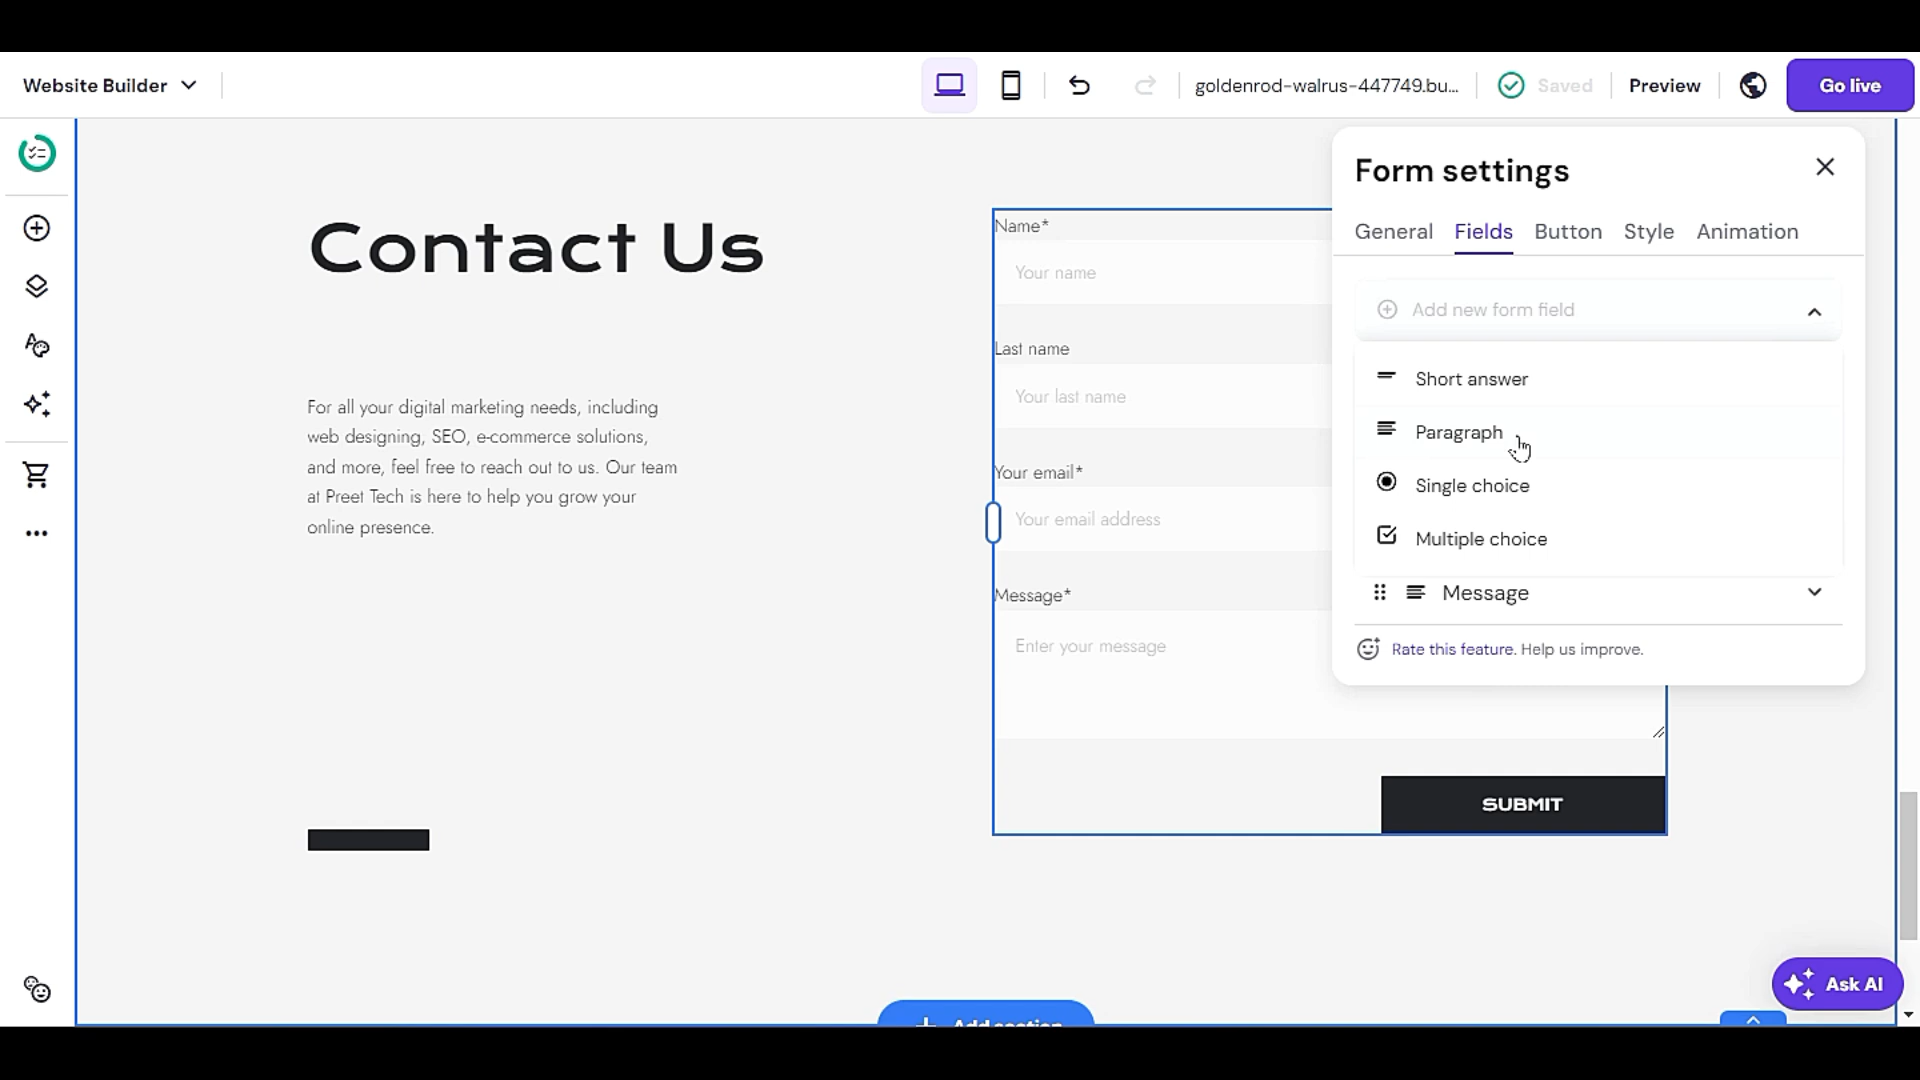 Website Builder
goldenrod-walrus-447749.bu...
Saved
Preview
Go live
Contact Us
For all your digital marketing needs, including
web designing, SEO, e-commerce solutions,
and more, feel free to reach out to us. Our team
at Preet Tech is here to help you grow your
online presence.
Name*
Your name
Last name
Your last name
Your email*
Your email address
Message*
Enter your message
SUBMIT
Form settings
General Fields Button Style Animation
Add new form field
Short answer
Paragraph
Single choice
Multiple choice
Message
Rate this feature. Help us improve.
Add section
Ask AI